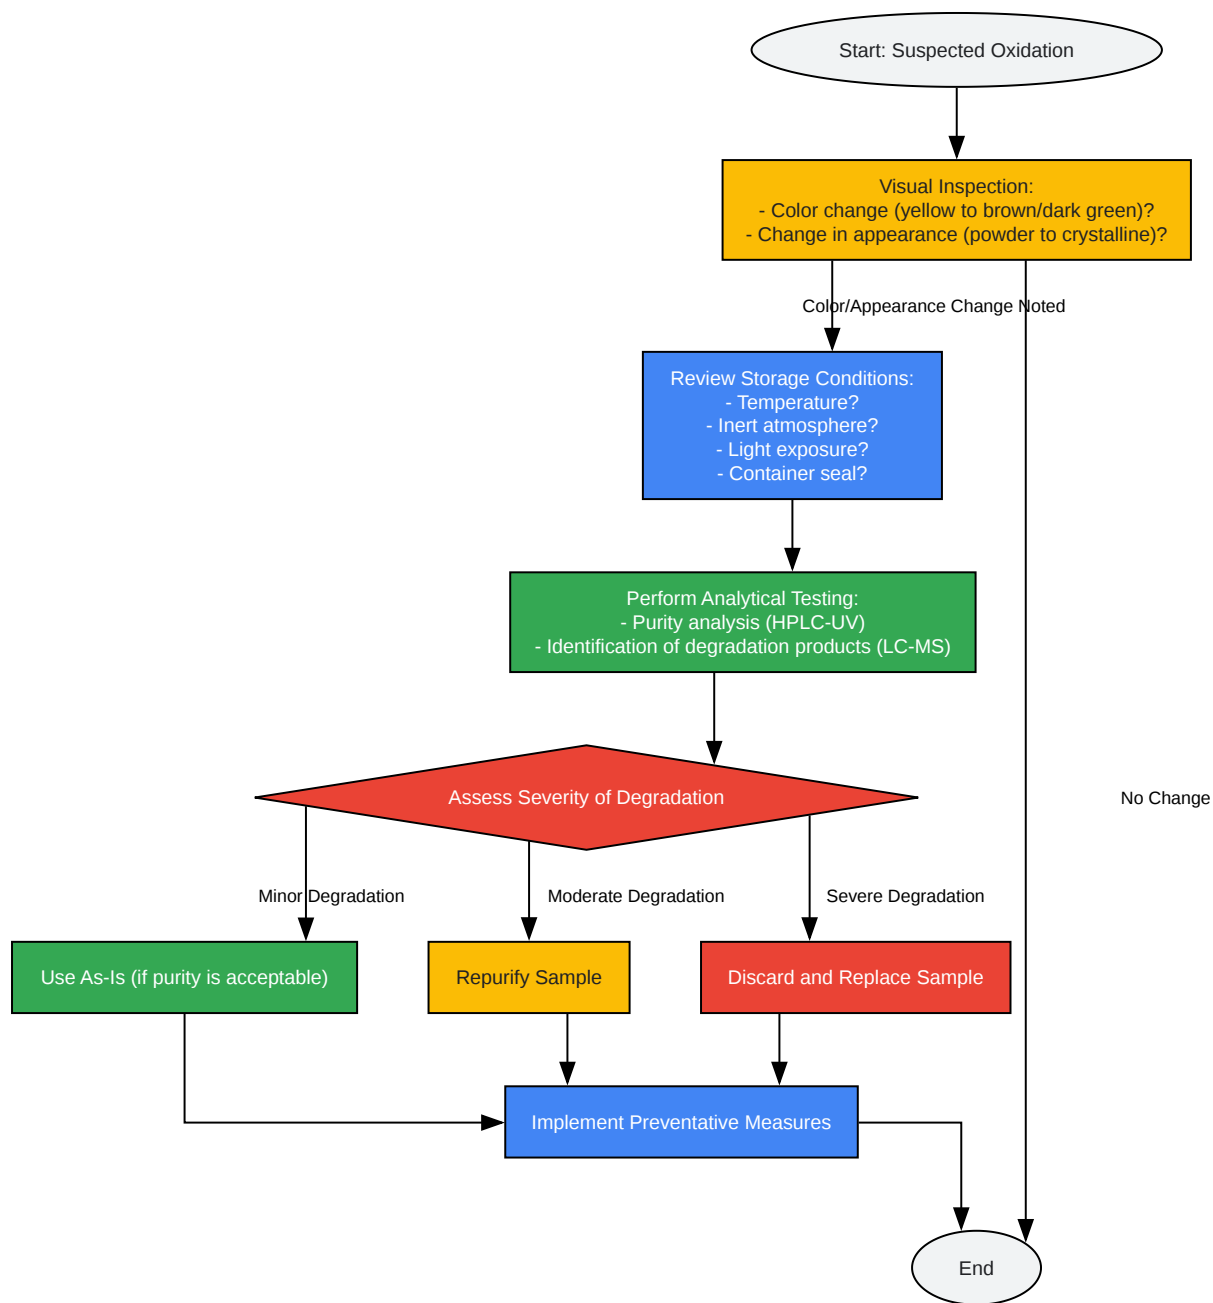 Start: Suspected Oxidation
Visual Inspection:
- Color change (yellow to brown/dark green)?
- Change in appearance (powder to crystalline)?
Color/Appearance Change Noted
Review Storage Conditions:
- Temperature?
- Inert atmosphere?
- Light exposure?
- Container seal?
Perform Analytical Testing:
- Purity analysis (HPLC-UV)
- Identification of degradation products (LC-MS)
Assess Severity of Degradation
No Change
Minor Degradation
Moderate Degradation
Severe Degradation
Use As-Is (if purity is acceptable)
Repurify Sample
Discard and Replace Sample
Implement Preventative Measures
End